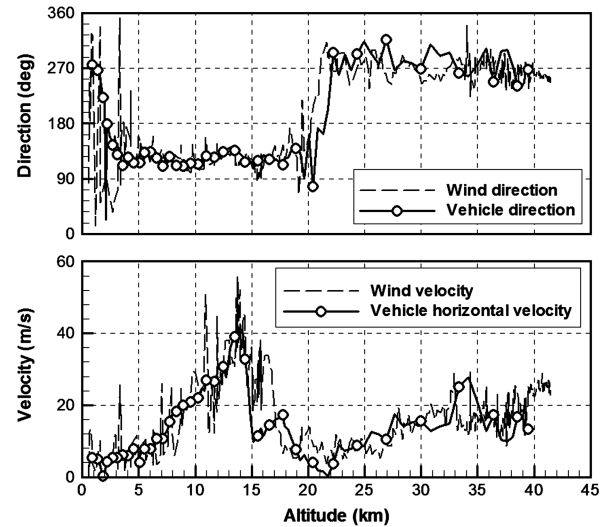 360
270
180
90
0
Direction (deg)
Wind direction
Vehicle direction
60
40
20
0
Velocity (m/s)
Wind velocity
Vehicle horizontal velocity
0 5 10 15 20 25 30 35 40 45
Altitude (km)